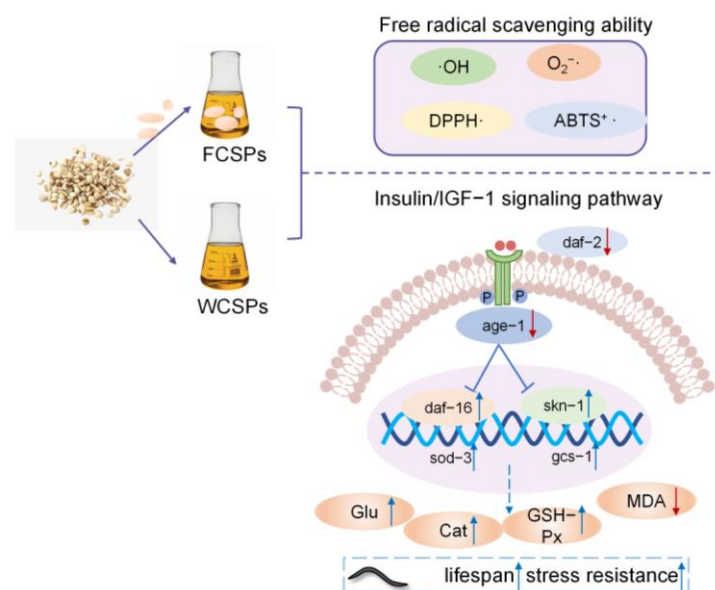 Free radical scavenging ability
·OH
O₂⁻·
DPPH·
ABTS⁺ ·
FCSPs
WCSPs
Insulin/IGF−1 signaling pathway
daf-2
P
P
age−1
daf-16
skn-1
sod−3
gcs−1
Glu
Cat
GSH−
Px
MDA
lifespan stress resistance